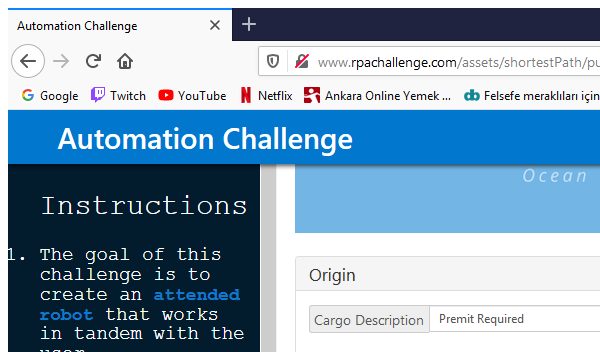 Automation Challenge
www.rpachallenge.com/assets/shortestPath/pu
Google Twitch YouTube Netflix Ankara Online Yemek ... Felsefe meraklıları için
Automation Challenge
Ocean
Instructions
1. The goal of this
challenge is to
create an attended
robot that works
in tandem with the
Origin
Cargo Description Premit Required